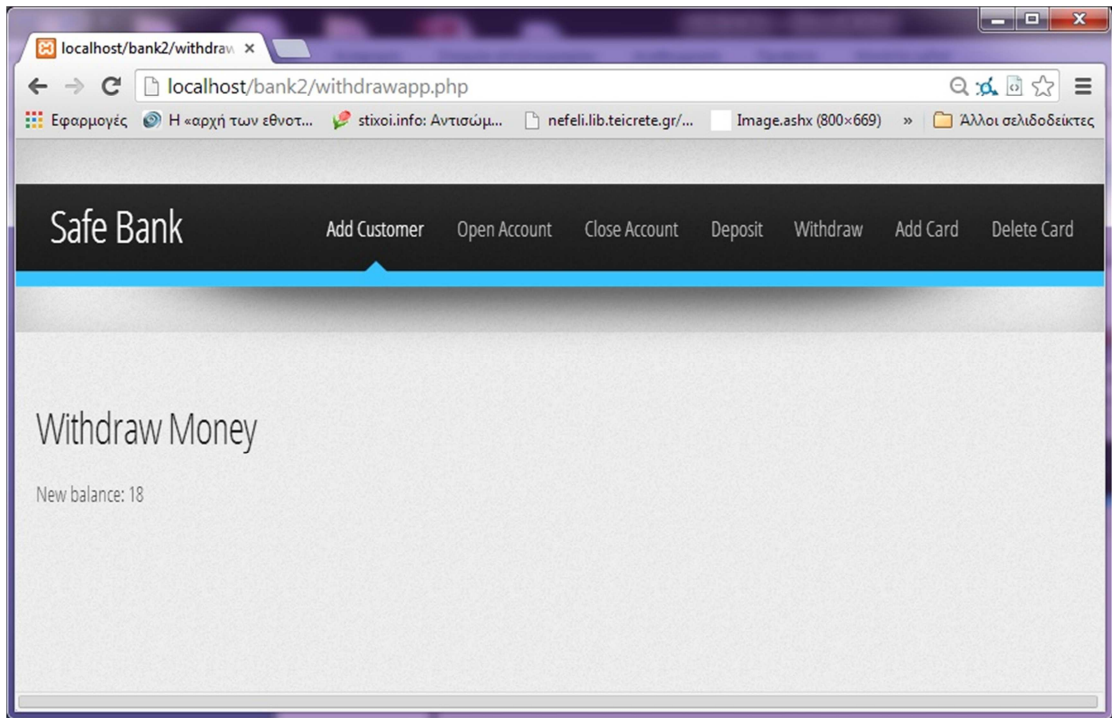 localhost/bank2/withdraw
localhost/bank2/withdrawapp.php
Εφαρμογές Η «αρχή των εθνοτ... stixoi.info: Αντισώμ... nefeli.lib.teicrete.gr/... Image.ashx (800×669) » Άλλοι σελιδοδείκτες
Safe Bank Add Customer Open Account Close Account Deposit Withdraw Add Card Delete Card
Withdraw Money
New balance: 18